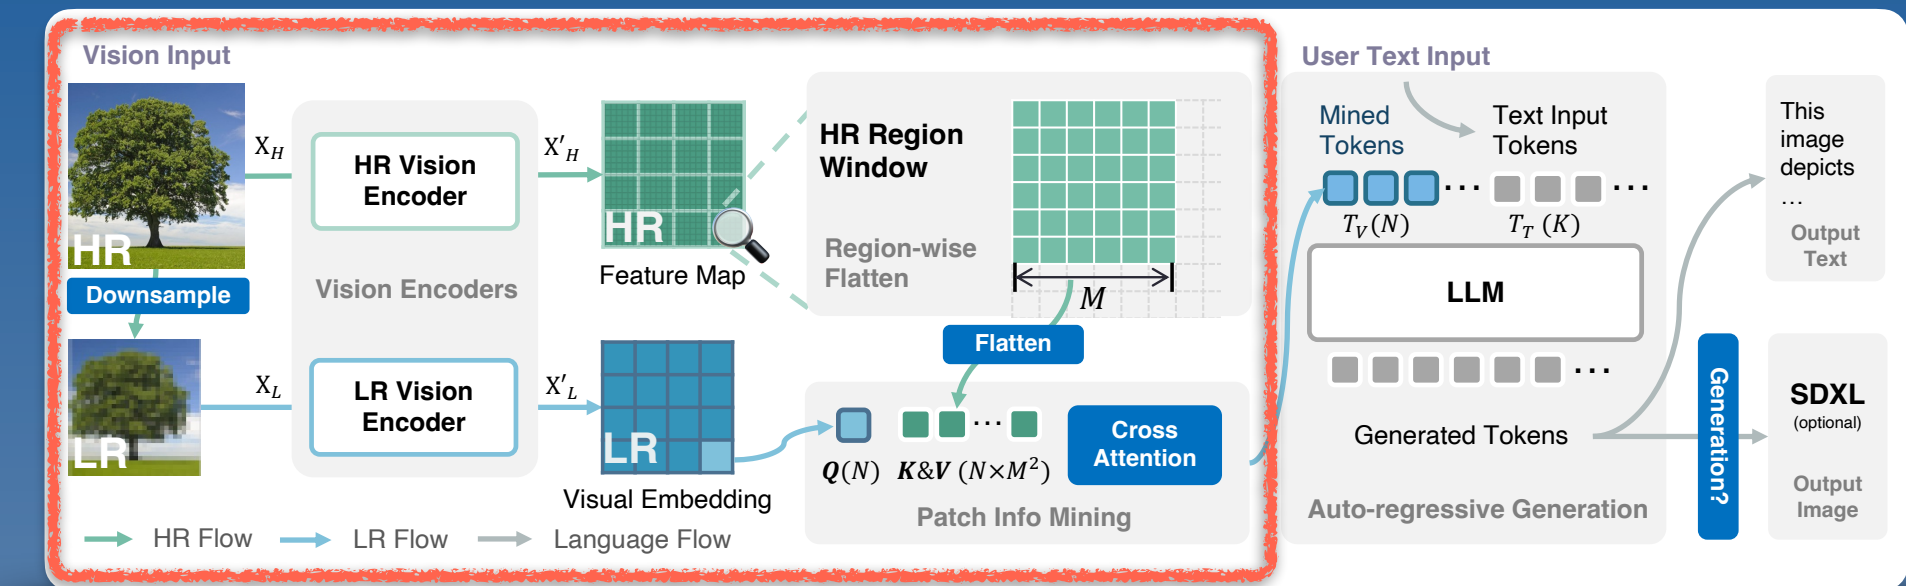 Vision Input
HR
Downsample
LR
X_H
X_L
HR Vision
Encoder
Vision Encoders
LR Vision
Encoder
X'_H
X'_L
HR
Feature Map
LR
Visual Embedding
HR Region
Window
Region-wise
Flatten
M
Flatten
Q(N)
K&V (N×M²)
...
Cross
Attention
Patch Info Mining
HR Flow
LR Flow
Language Flow
User Text Input
Mined
Tokens
Text Input
Tokens
...
...
T_V(N)
T_T (K)
LLM
...
Generated Tokens
Auto-regressive Generation
This
image
depicts
...
Output
Text
Generation?
SDXL
(optional)
Output
Image